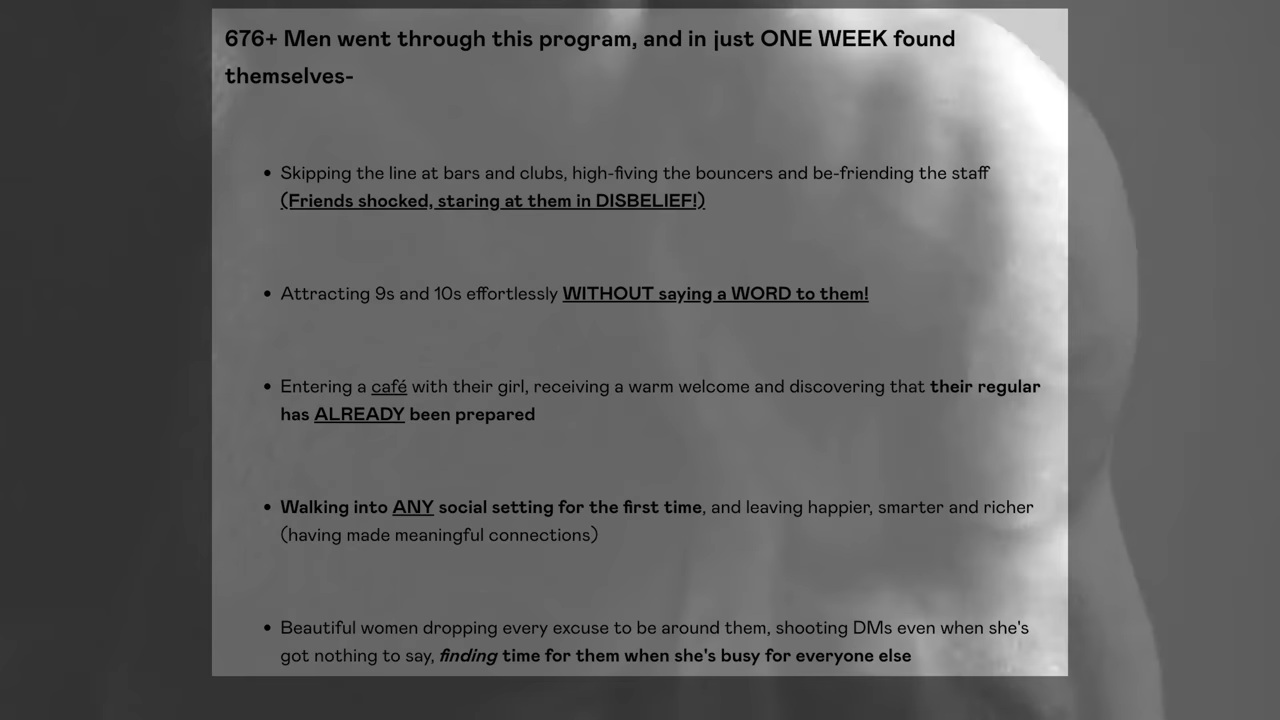 676+ Men went through this program, and in just ONE WEEK found
themselves-
• Skipping the line at bars and clubs, high-fiving the bouncers and be-friending the staff
(Friends shocked, staring at them in DISBELIEF!)
• Attracting 9s and 10s effortlessly WITHOUT saying a WORD to them!
• Entering a café with their girl, receiving a warm welcome and discovering that their regular
has ALREADY been prepared
• Walking into ANY social setting for the first time, and leaving happier, smarter and richer
(having made meaningful connections)
• Beautiful women dropping every excuse to be around them, shooting DMs even when she's
got nothing to say, finding time for them when she's busy for everyone else